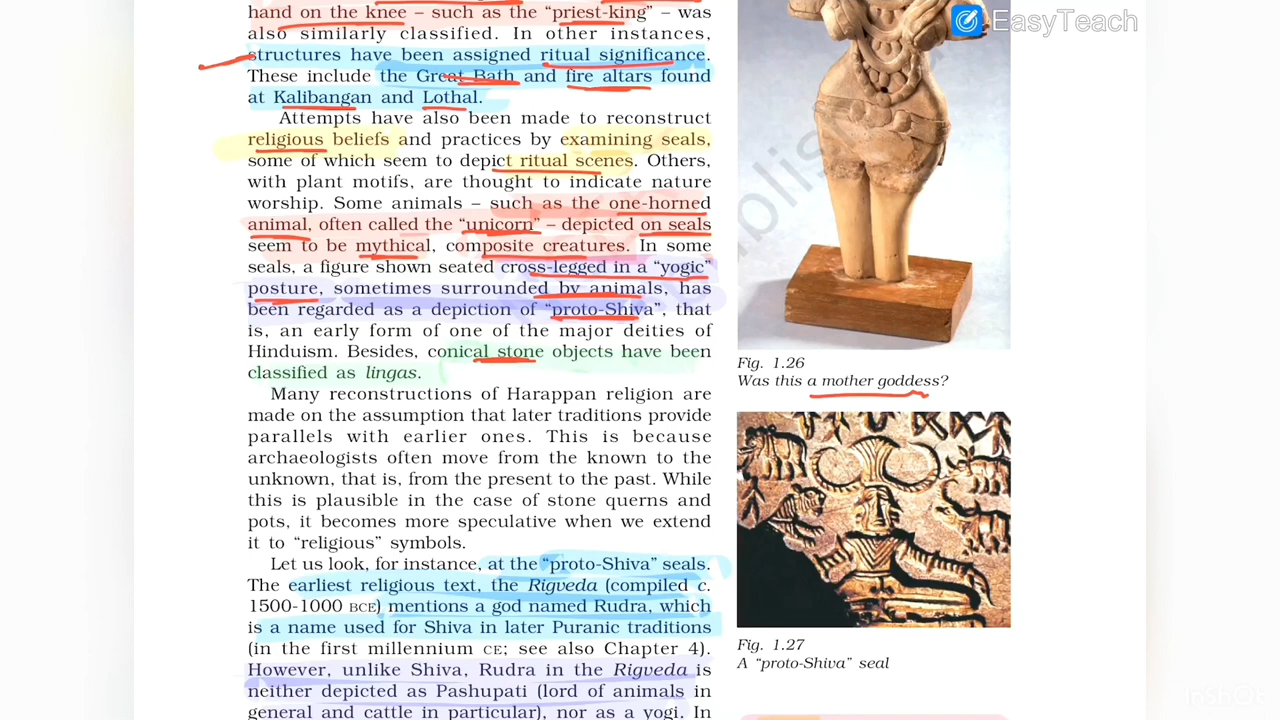 hand on the knee – such as the “priest-king” – was
also similarly classified. In other instances,
structures have been assigned ritual significance.
These include the Great Bath and fire altars found
at Kalibangan and Lothal.
Attempts have also been made to reconstruct
religious beliefs and practices by examining seals,
some of which seem to depict ritual scenes. Others,
with plant motifs, are thought to indicate nature
worship. Some animals – such as the one-horned
animal, often called the “unicorn” – depicted on seals
seem to be mythical, composite creatures. In some
seals, a figure shown seated cross-legged in a “yogic”
posture, sometimes surrounded by animals, has
been regarded as a depiction of “proto-Shiva”, that
is, an early form of one of the major deities of
Hinduism. Besides, conical stone objects have been
classified as lingas.
Many reconstructions of Harappan religion are
made on the assumption that later traditions provide
parallels with earlier ones. This is because
archaeologists often move from the known to the
unknown, that is, from the present to the past. While
this is plausible in the case of stone querns and
pots, it becomes more speculative when we extend
it to “religious” symbols.
Let us look, for instance, at the “proto-Shiva” seals.
The earliest religious text, the Rigveda (compiled c.
1500-1000 BCE) mentions a god named Rudra, which
is a name used for Shiva in later Puranic traditions
(in the first millennium CE; see also Chapter 4).
However, unlike Shiva, Rudra in the Rigveda is
neither depicted as Pashupati (lord of animals in
general and cattle in particular), nor as a yogi. In
EasyTeach
Fig. 1.26
Was this a mother goddess?
Fig. 1.27
A “proto-Shiva” seal